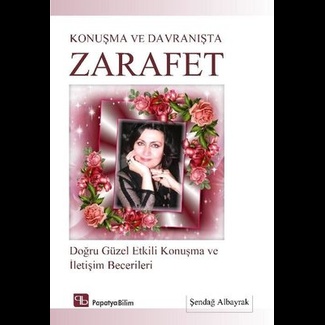 KONUŞMA VE DAVRANIŞTA
ZARAFET
Doğru Güzel Etkili Konuşma ve
İletişim Becerileri
PapatyaBilim
Şendağ Albayrak